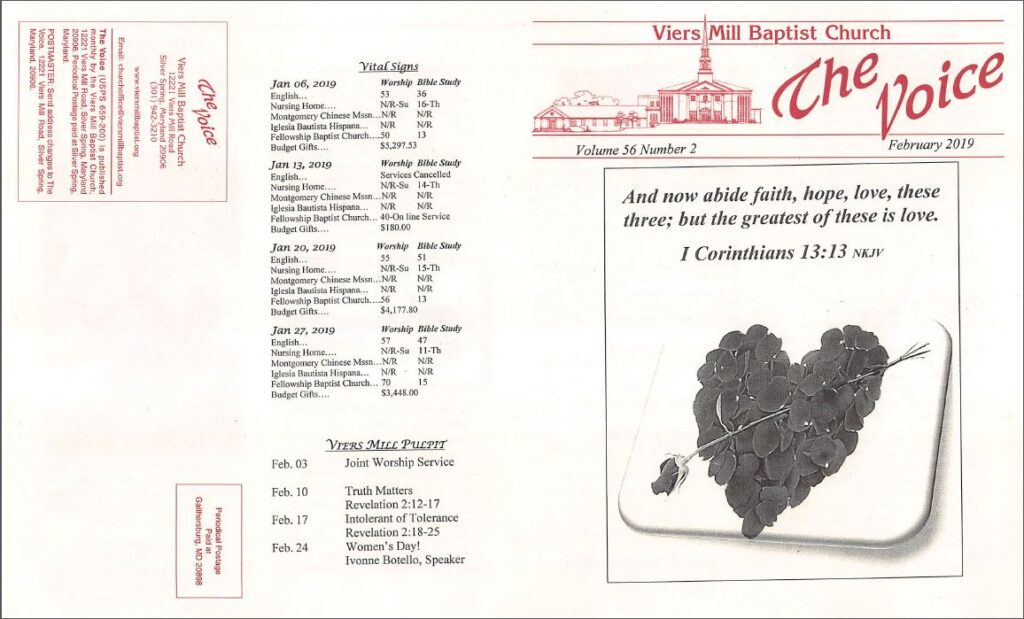 The Voice
Viers Mill Baptist Church
12221 Viers Mill Road
Silver Spring, Maryland 20906
(301) 942-3210
www.viersmillbaptist.org
Email: churchoffice@viersmillbaptist.org
The Voice (USPS 659-200) is published
monthly by the Viers Mill Baptist Church,
12221 Viers Mill Road, Silver Spring, Maryland
20906. Periodical Postage paid at Silver Spring,
Maryland.
POSTMASTER: Send address changes to The
Voice, 12221 Viers Mill Road, Silver Spring,
Maryland, 20906.
Periodical Postage
Paid at
Gaithersburg, MD 20898
Vital Signs
Jan 06, 2019 Worship Bible Study
English... 53 36
Nursing Home.... N/R-Su 16-Th
Montgomery Chinese Mssn...N/R N/R
Iglesia Bautista Hispana... N/R N/R
Fellowship Baptist Church.....50 13
Budget Gifts.... $5,297.53
Jan 13, 2019 Worship Bible Study
English... Services Cancelled
Nursing Home.... N/R-Su 14-Th
Montgomery Chinese Mssn...N/R N/R
Iglesia Bautista Hispana... N/R N/R
Fellowship Baptist Church... 40-On line Service
Budget Gifts.... $180.00
Jan 20, 2019 Worship Bible Study
English... 55 51
Nursing Home.... N/R-Su 15-Th
Montgomery Chinese Mssn...N/R N/R
Iglesia Bautista Hispana... N/R N/R
Fellowship Baptist Church....56 13
Budget Gifts.... $4,177.80
Jan 27, 2019 Worship Bible Study
English... 57 47
Nursing Home.... N/R-Su 11-Th
Montgomery Chinese Mssn...N/R N/R
Iglesia Bautista Hispana... N/R N/R
Fellowship Baptist Church... 70 15
Budget Gifts.... $3,448.00
Viers Mill Pulpit
Feb. 03 Joint Worship Service
Feb. 10 Truth Matters
Revelation 2:12-17
Feb. 17 Intolerant of Tolerance
Revelation 2:18-25
Feb. 24 Women's Day!
Ivonne Botello, Speaker
Viers Mill Baptist Church
The Voice
Volume 56 Number 2
February 2019
And now abide faith, hope, love, these
three; but the greatest of these is love.
I Corinthians 13:13 NKJV